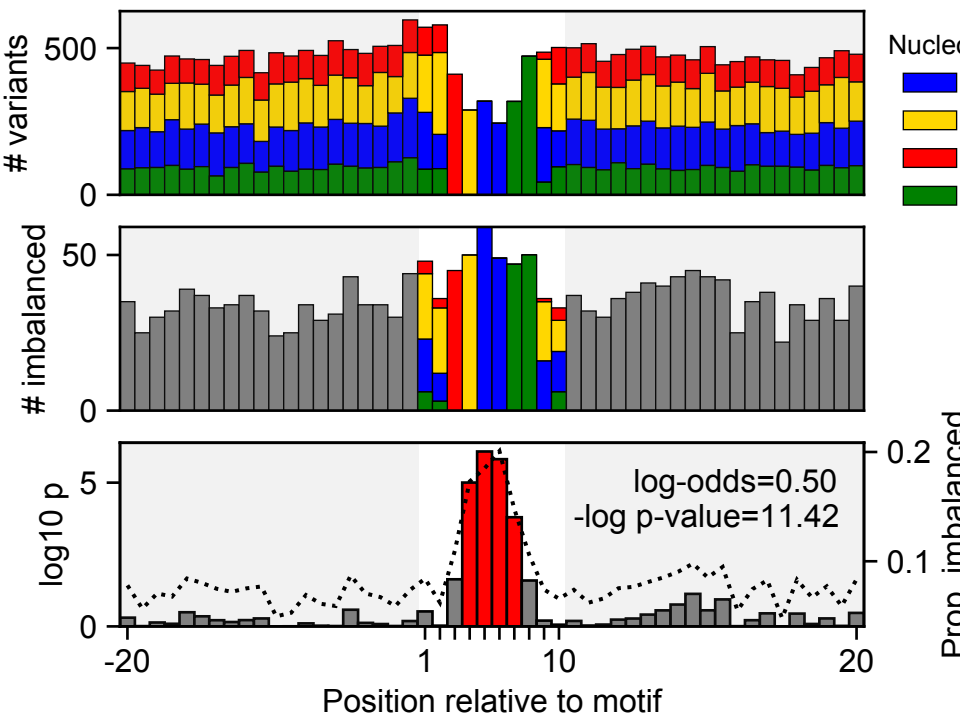 # variants
500
0
Nucleo
# imbalanced
50
0
log10 p
5
0
log-odds=0.50
-log p-value=11.42
0.2
0.1
Prop. imbalanced
-20
1
10
20
Position relative to motif